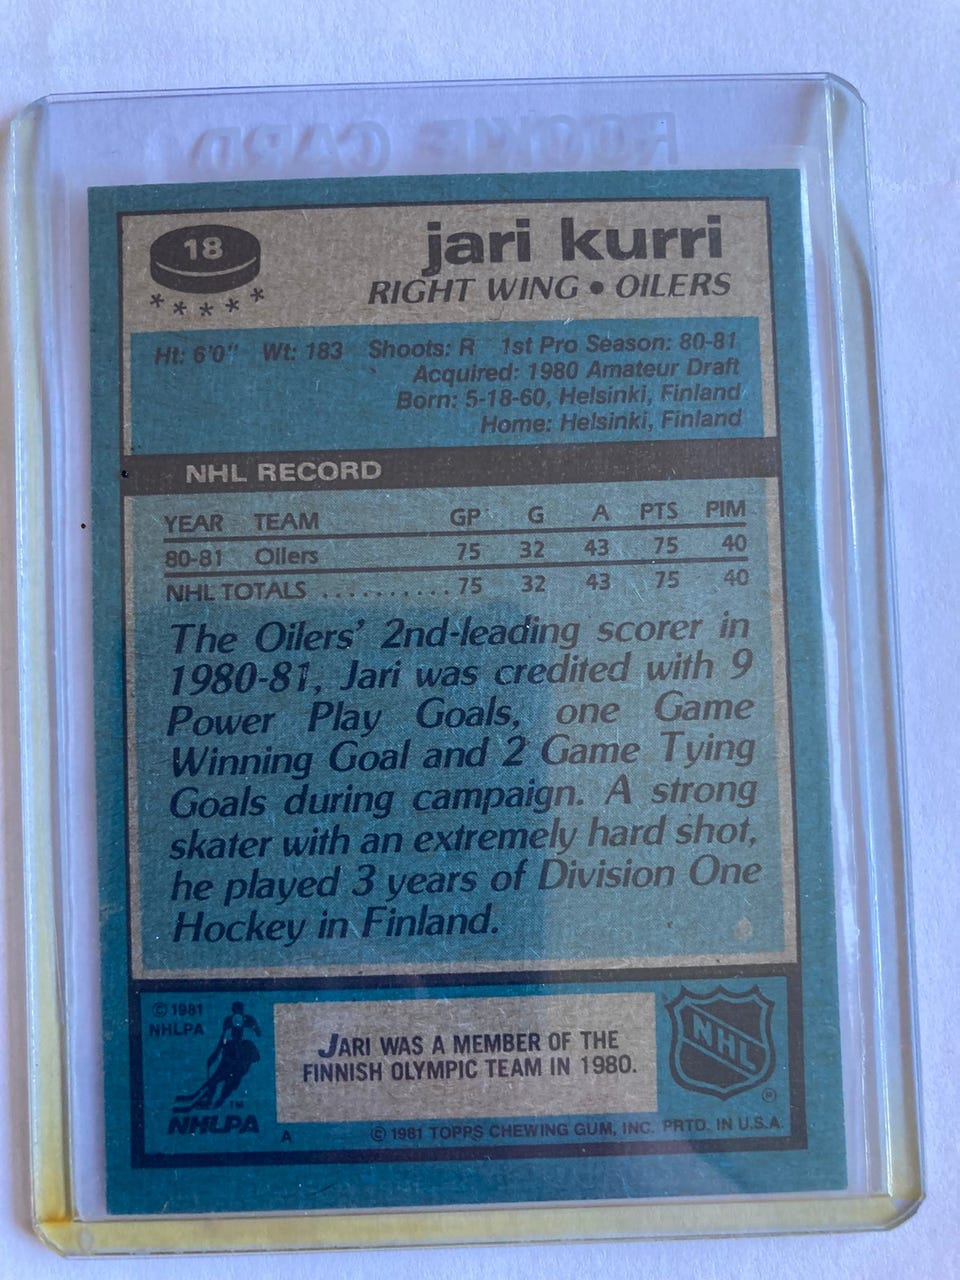 ROOKIE CARD
18
jari kurri
RIGHT WING • OILERS
* * * * *
Ht: 6'0" Wt: 183 Shoots: R 1st Pro Season: 80-81
Acquired: 1980 Amateur Draft
Born: 5-18-60, Helsinki, Finland
Home: Helsinki, Finland
NHL RECORD
YEAR TEAM GP G A PTS PIM
80-81 Oilers 75 32 43 75 40
NHL TOTALS .......... 75 32 43 75 40
The Oilers' 2nd-leading scorer in
1980-81, Jari was credited with 9
Power Play Goals, one Game
Winning Goal and 2 Game Tying
Goals during campaign. A strong
skater with an extremely hard shot,
he played 3 years of Division One
Hockey in Finland.
© 1981
NHLPA
NHLPA ™
JARI WAS A MEMBER OF THE
FINNISH OLYMPIC TEAM IN 1980.
NHL ®
A © 1981 TOPPS CHEWING GUM, INC. PRTD. IN U.S.A.